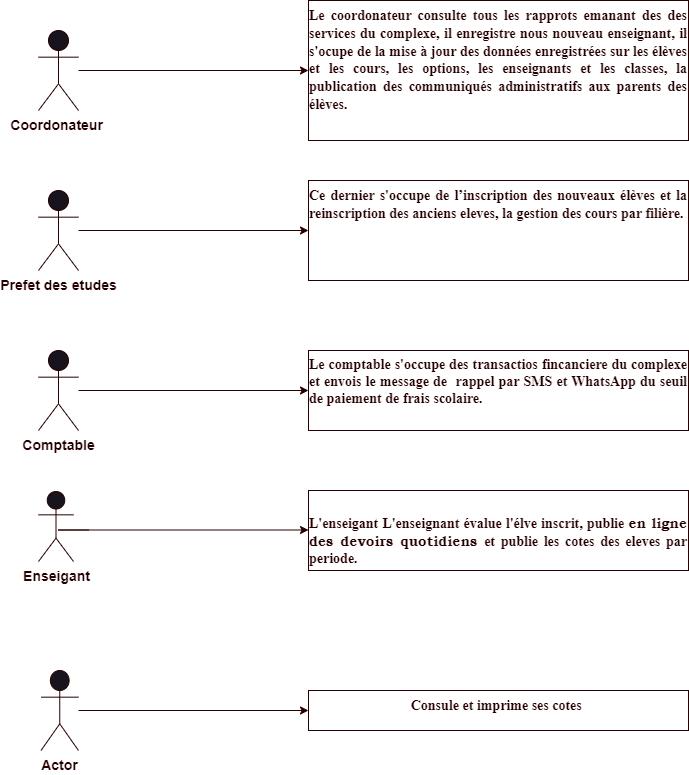 Le coordonateur consulte tous les rapprots emanant des des
services du complexe, il enregistre nous nouveau enseignant, il
s'ocupe de la mise à jour des données enregistrées sur les élèves
et les cours, les options, les enseignants et les classes, la
publication des communiqués administratifs aux parents des
élèves.
Coordonateur
Ce dernier s'occupe de l’inscription des nouveaux élèves et la
reinscription des anciens eleves, la gestion des cours par filière.
Prefet des etudes
Le comptable s'occupe des transactios fincanciere du complexe
et envois le message de rappel par SMS et WhatsApp du seuil
de paiement de frais scolaire.
Comptable
L'enseigant L'enseignant évalue l'élve inscrit, publie en ligne
des devoirs quotidiens et publie les cotes des eleves par
periode.
Enseigant
Consule et imprime ses cotes
Actor